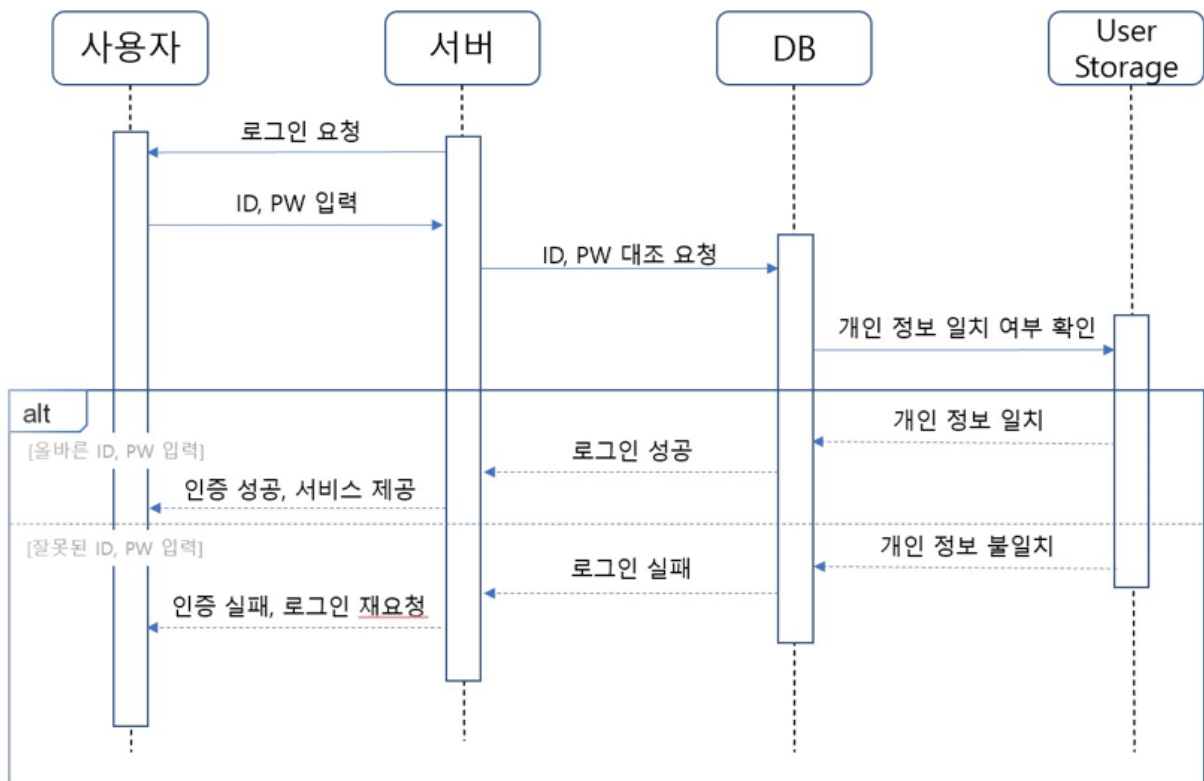 사용자
서버
DB
User
Storage
로그인 요청
ID, PW 입력
ID, PW 대조 요청
개인 정보 일치 여부 확인
alt
개인 정보 일치
[올바른 ID, PW 입력]
로그인 성공
인증 성공, 서비스 제공
[잘못된 ID, PW 입력]
개인 정보 불일치
로그인 실패
인증 실패, 로그인 재요청